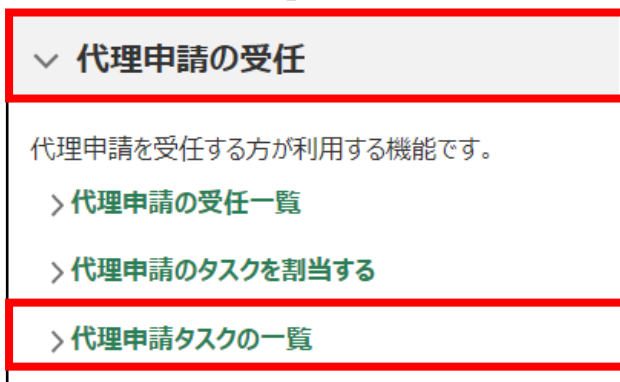 代理申請の受任
代理申請を受任する方が利用する機能です。
代理申請の受任一覧
代理申請のタスクを割当する
代理申請タスクの一覧